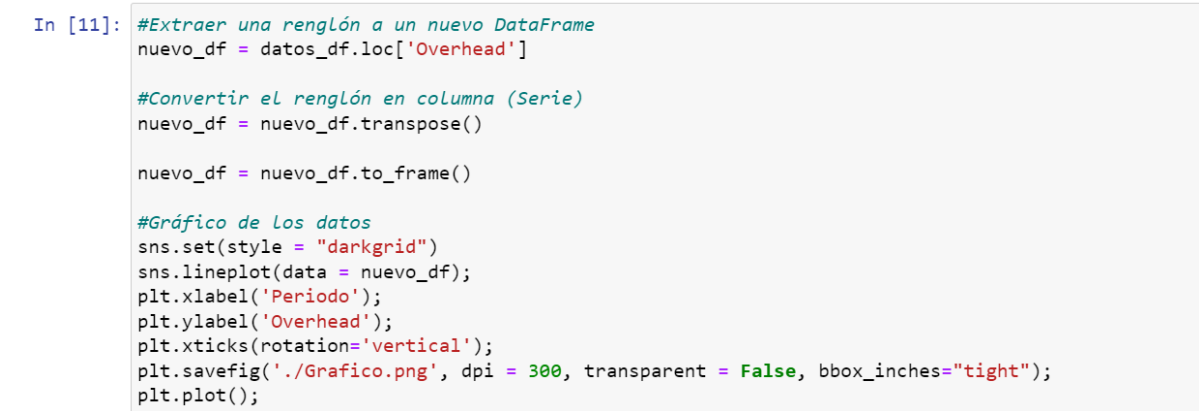 In [11]: #Extraer una renglón a un nuevo DataFrame
nuevo_df = datos_df.loc['Overhead']
#Convertir el renglón en columna (Serie)
nuevo_df = nuevo_df.transpose()
nuevo_df = nuevo_df.to_frame()
#Gráfico de los datos
sns.set(style = "darkgrid")
sns.lineplot(data = nuevo_df);
plt.xlabel('Periodo');
plt.ylabel('Overhead');
plt.xticks(rotation='vertical');
plt.savefig('./Grafico.png', dpi = 300, transparent = False, bbox_inches="tight");
plt.plot();